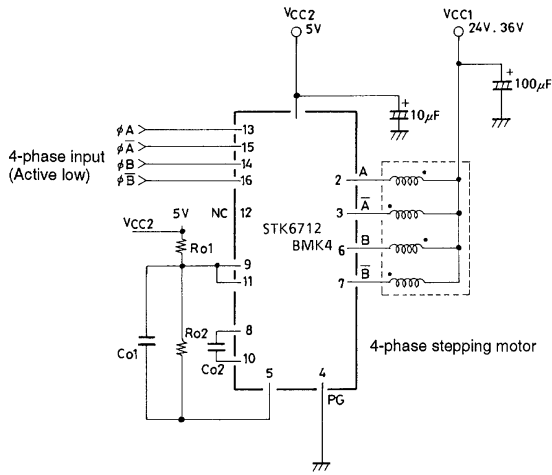 VCC2
5V
VCC1
24V. 36V
+
100μF
+
10μF
4-phase input
(Active low)
φA
13
φA̅
15
φB
14
φB̅
16
NC 12
STK6712
BMK4
2 A
3 A̅
6 B
7 B̅
5V
VCC2
Ro1
9
11
Ro2
8
Co1
Co2
10
5
4
PG
4-phase stepping motor